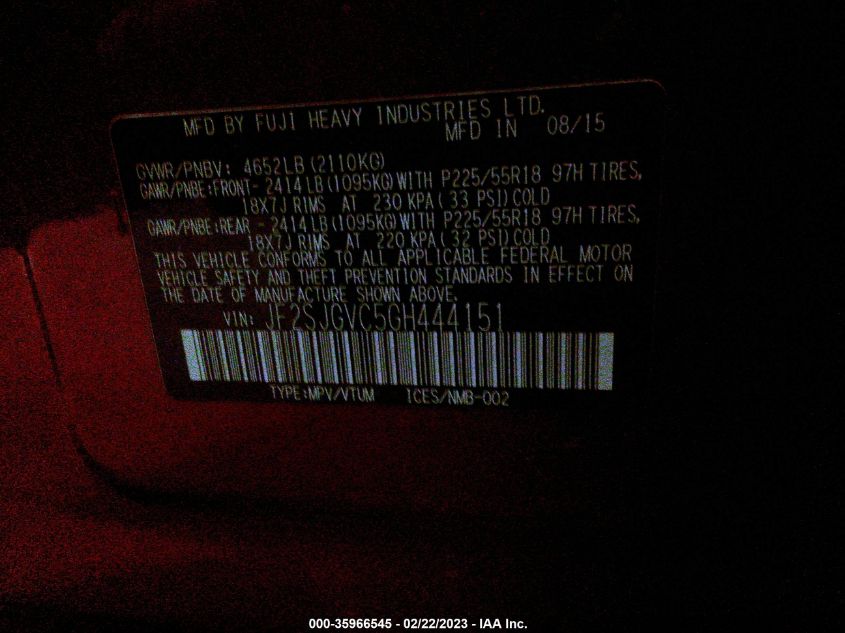 MFD BY FUJI HEAVY INDUSTRIES LTD.
MFD IN 08/15
GVWR/PNBV: 4652LB (2110KG)
GAWR/PNBE:FRONT- 2414LB (1095KG) WITH P225/55R18 97H TIRES,
18X7J RIMS AT 230 KPA ( 33 PSI) COLD
GAWR/PNBE:REAR - 2414LB (1095KG) WITH P225/55R18 97H TIRES,
18X7J RIMS AT 220 KPA ( 32 PSI) COLD
THIS VEHICLE CONFORMS TO ALL APPLICABLE FEDERAL MOTOR
VEHICLE SAFETY AND THEFT PREVENTION STANDARDS IN EFFECT ON
THE DATE OF MANUFACTURE SHOWN ABOVE.
VIN: JF2SJGVC5GH444151
TYPE:MPV/VTUM ICES/NMB-002
000-35966545 - 02/22/2023 - IAA Inc.